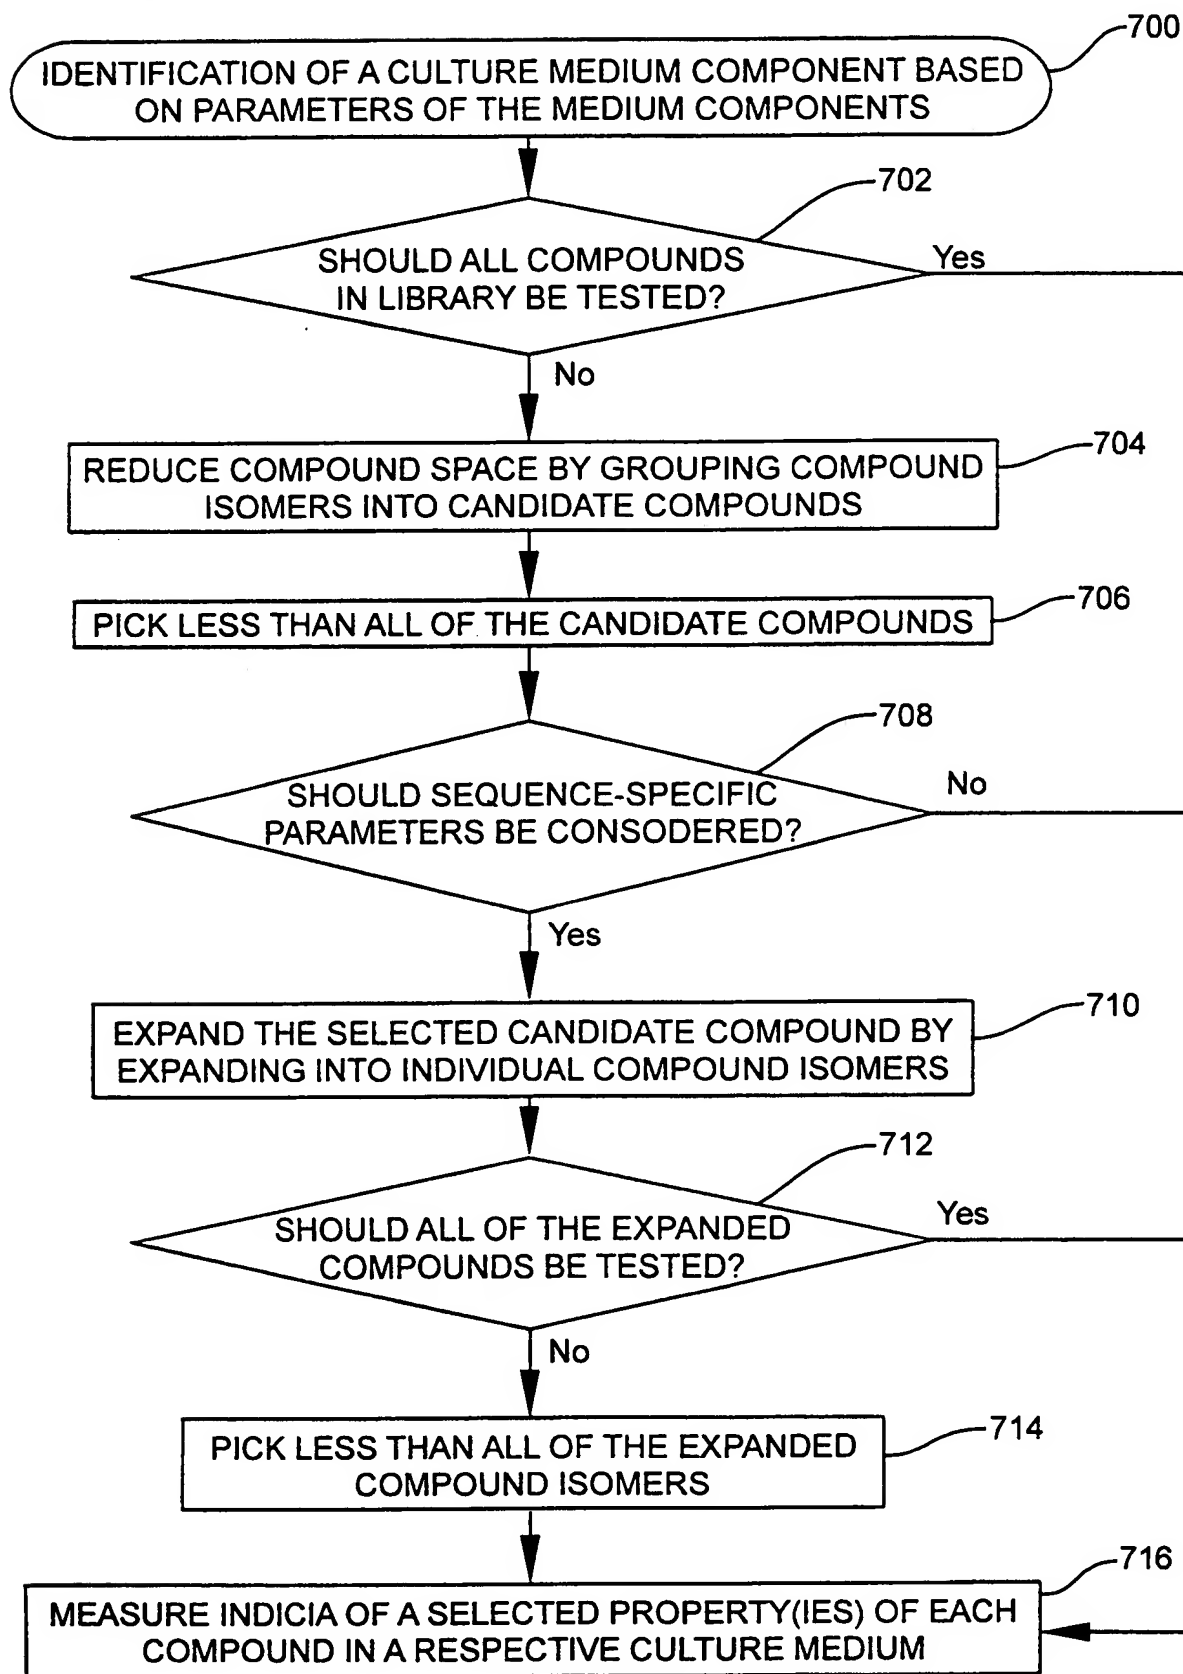 700
IDENTIFICATION OF A CULTURE MEDIUM COMPONENT BASED
ON PARAMETERS OF THE MEDIUM COMPONENTS
702
SHOULD ALL COMPOUNDS
IN LIBRARY BE TESTED?
Yes
No
704
REDUCE COMPOUND SPACE BY GROUPING COMPOUND
ISOMERS INTO CANDIDATE COMPOUNDS
706
PICK LESS THAN ALL OF THE CANDIDATE COMPOUNDS
708
SHOULD SEQUENCE-SPECIFIC
PARAMETERS BE CONSODERED?
No
Yes
710
EXPAND THE SELECTED CANDIDATE COMPOUND BY
EXPANDING INTO INDIVIDUAL COMPOUND ISOMERS
712
SHOULD ALL OF THE EXPANDED
COMPOUNDS BE TESTED?
Yes
No
714
PICK LESS THAN ALL OF THE EXPANDED
COMPOUND ISOMERS
716
MEASURE INDICIA OF A SELECTED PROPERTY(IES) OF EACH
COMPOUND IN A RESPECTIVE CULTURE MEDIUM